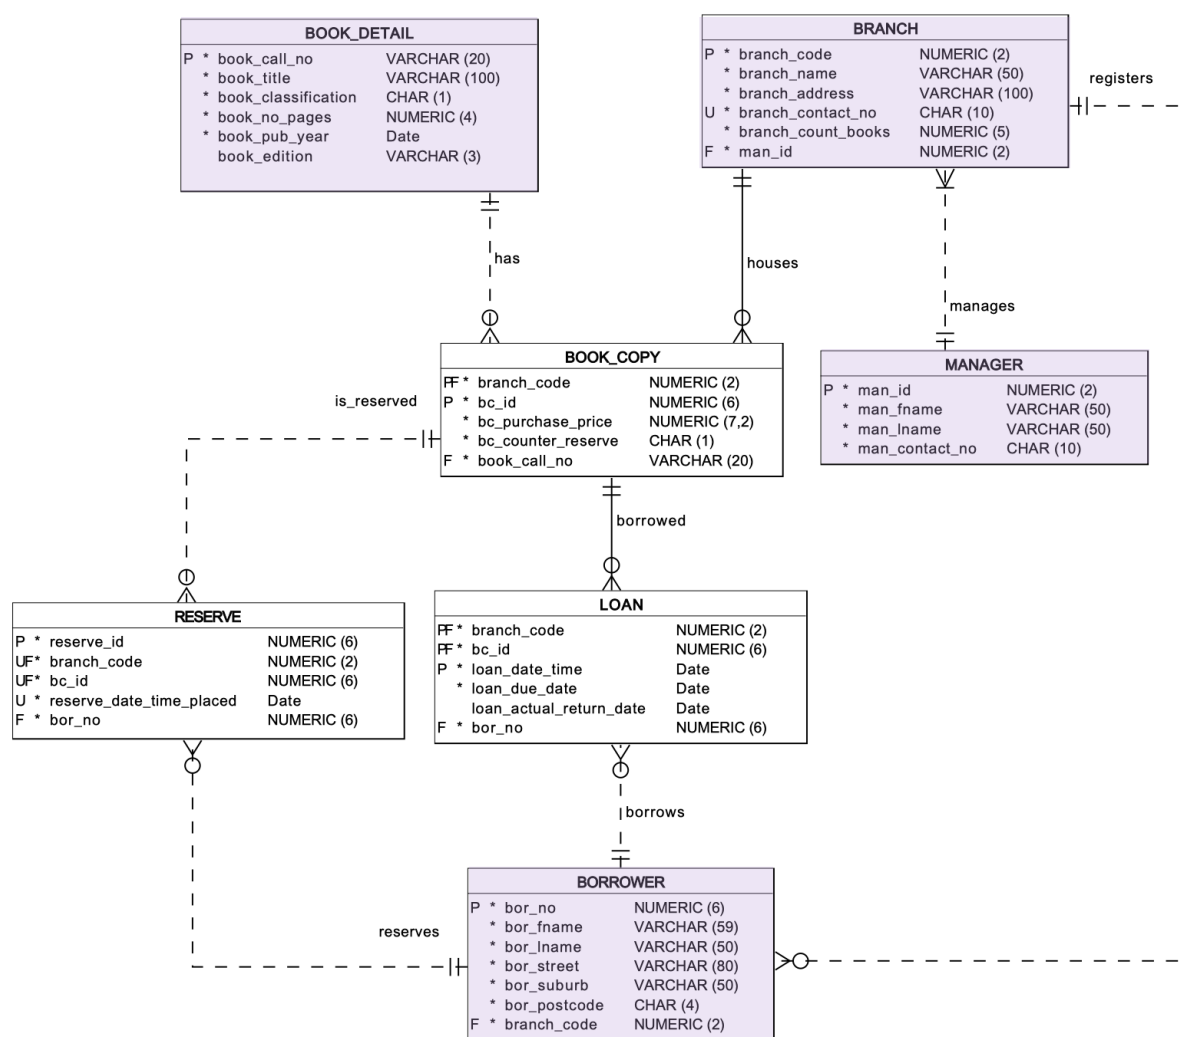 BOOK_DETAIL
P * book_call_no VARCHAR (20)
* book_title VARCHAR (100)
* book_classification CHAR (1)
* book_no_pages NUMERIC (4)
* book_pub_year Date
book_edition VARCHAR (3)
BRANCH
P * branch_code NUMERIC (2)
* branch_name VARCHAR (50)
* branch_address VARCHAR (100)
U * branch_contact_no CHAR (10)
* branch_count_books NUMERIC (5)
F * man_id NUMERIC (2)
registers
has
houses
manages
BOOK_COPY
PF * branch_code NUMERIC (2)
P * bc_id NUMERIC (6)
* bc_purchase_price NUMERIC (7,2)
* bc_counter_reserve CHAR (1)
F * book_call_no VARCHAR (20)
MANAGER
P * man_id NUMERIC (2)
* man_fname VARCHAR (50)
* man_lname VARCHAR (50)
* man_contact_no CHAR (10)
is_reserved
borrowed
RESERVE
P * reserve_id NUMERIC (6)
UF * branch_code NUMERIC (2)
UF * bc_id NUMERIC (6)
U * reserve_date_time_placed Date
F * bor_no NUMERIC (6)
LOAN
PF * branch_code NUMERIC (2)
PF * bc_id NUMERIC (6)
P * loan_date_time Date
* loan_due_date Date
loan_actual_return_date Date
F * bor_no NUMERIC (6)
borrows
reserves
BORROWER
P * bor_no NUMERIC (6)
* bor_fname VARCHAR (59)
* bor_lname VARCHAR (50)
* bor_street VARCHAR (80)
* bor_suburb VARCHAR (50)
* bor_postcode CHAR (4)
F * branch_code NUMERIC (2)